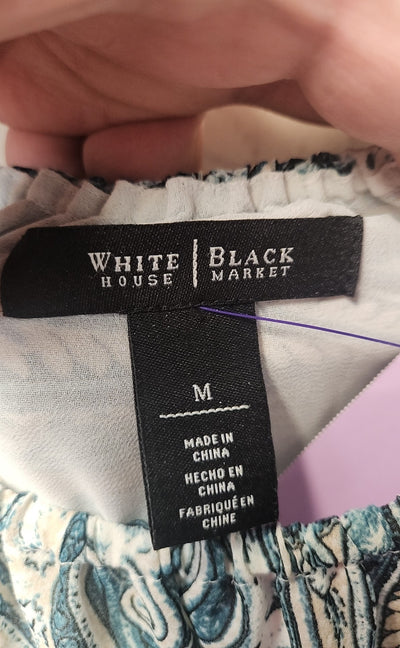 WHITE | BLACK
HOUSE | MARKET
M
MADE IN
CHINA
HECHO EN
CHINA
FABRIQUÉ EN
CHINE